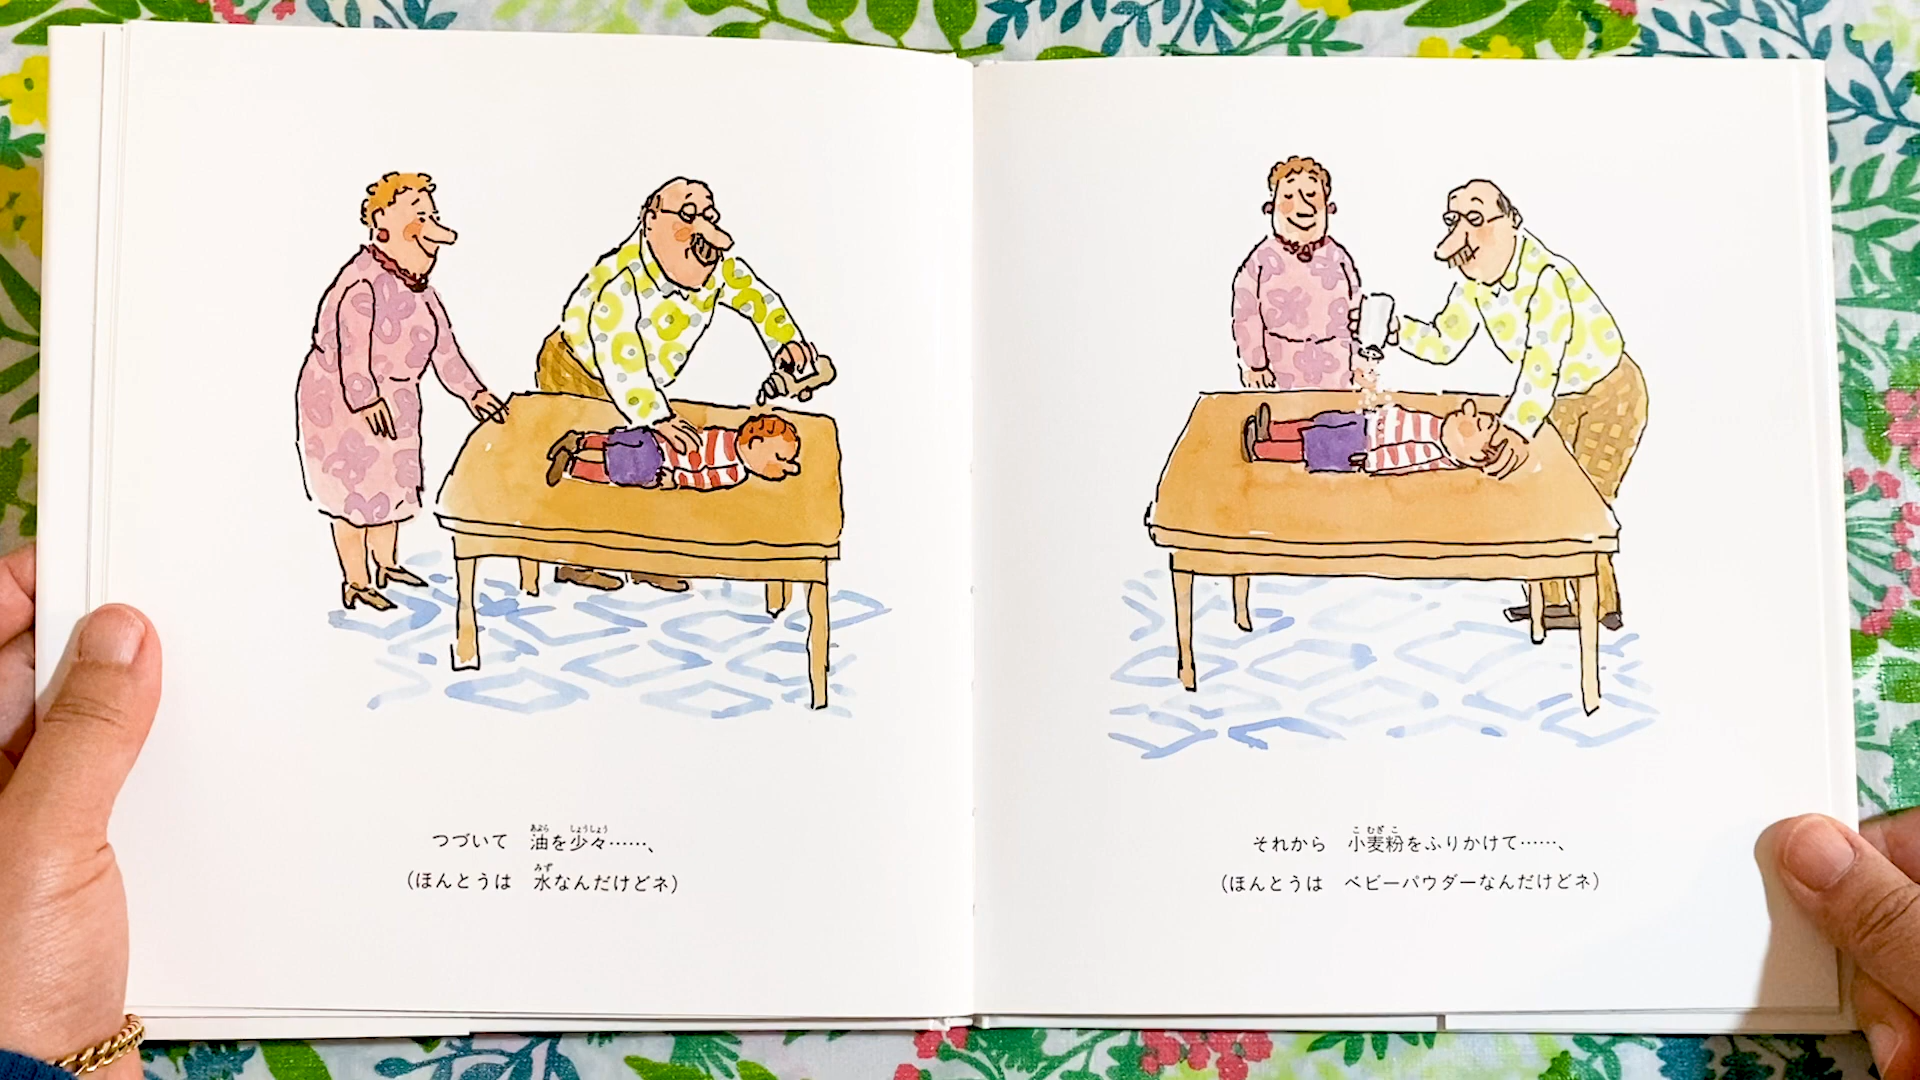 つづいて　油を少々……、
（ほんとうは　水なんだけどネ）
それから　小麦粉をふりかけて……、
（ほんとうは　ベビーパウダーなんだけどネ）